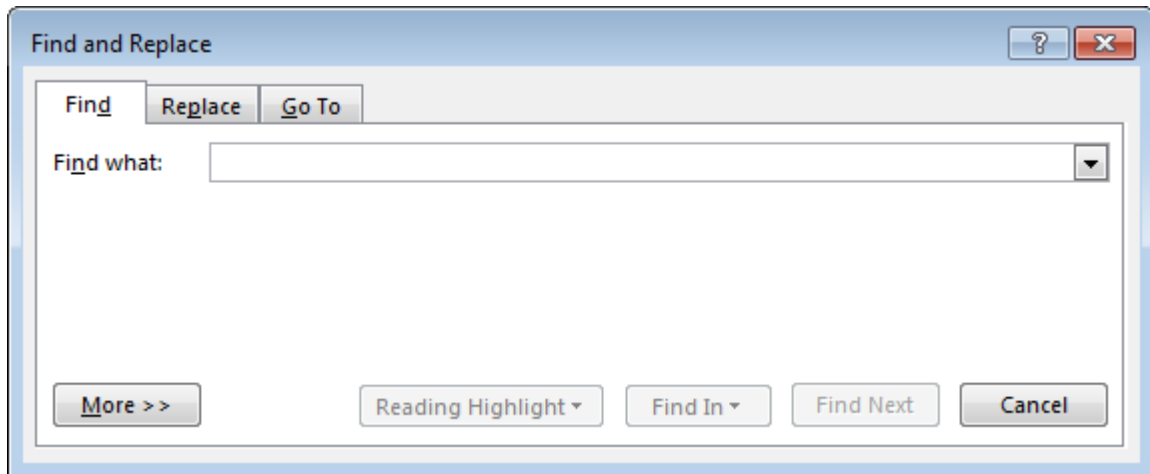 Find and Replace ?
Find Replace Go To
Find what:
More >> Reading Highlight Find In Find Next Cancel